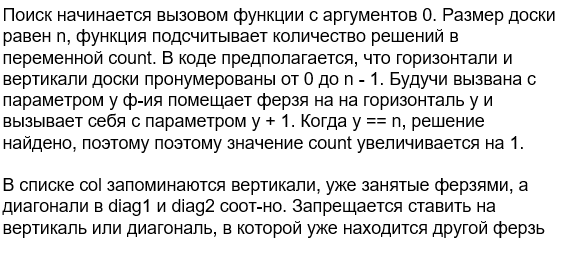 Поиск начинается вызовом функции с аргументов 0. Размер доски
равен n, функция подсчитывает количество решений в
переменной count. В коде предполагается, что горизонтали и
вертикали доски пронумерованы от 0 до n - 1. Будучи вызвана с
параметром y ф-ия помещает ферзя на на горизонталь y и
вызывает себя с параметром y + 1. Когда y == n, решение
найдено, поэтому поэтому значение count увеличивается на 1.

В списке col запоминаются вертикали, уже занятые ферзями, а
диагонали в diag1 и diag2 соот-но. Запрещается ставить на
вертикаль или диагональ, в которой уже находится другой ферзь